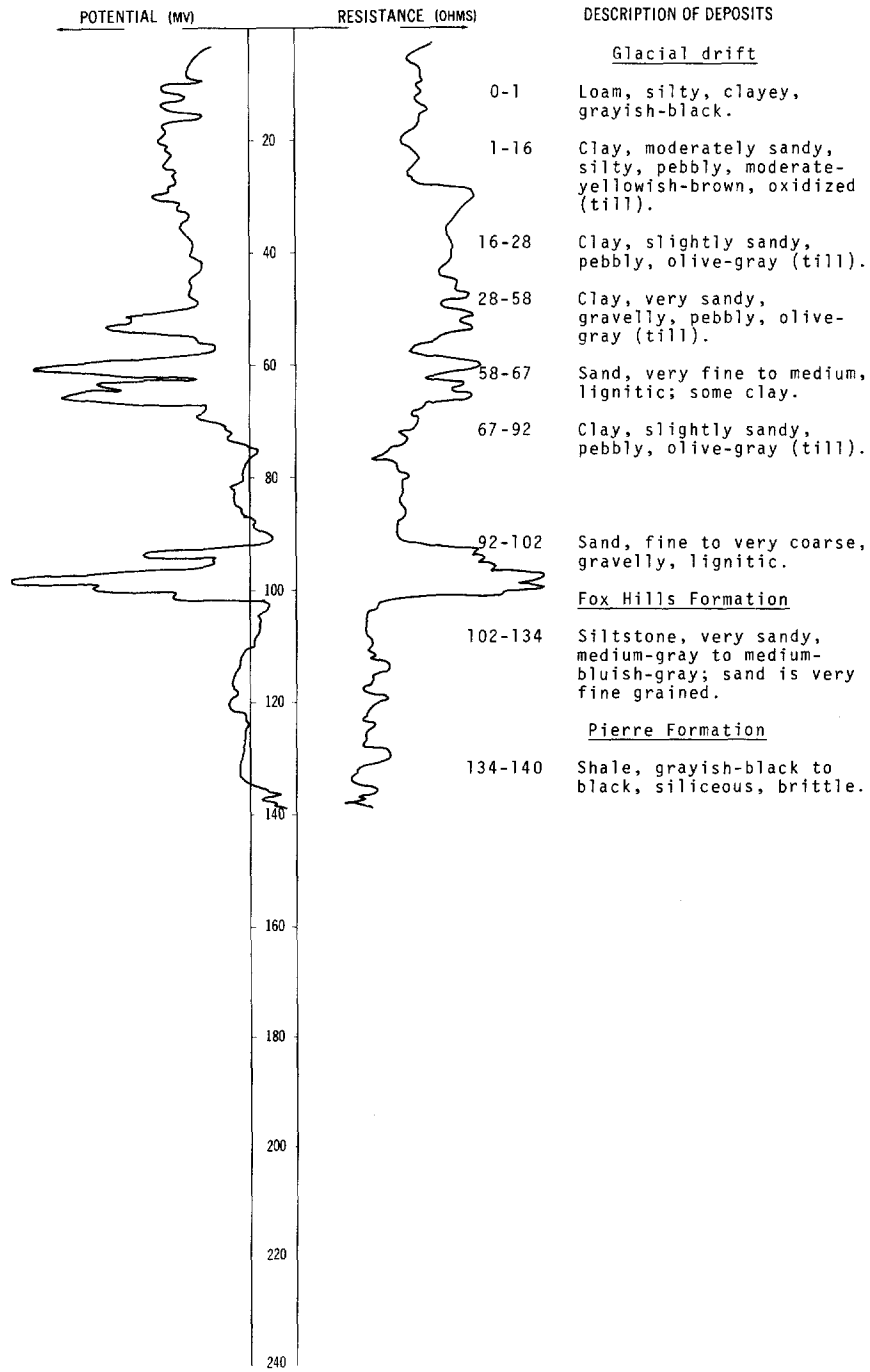 POTENTIAL (MV)
RESISTANCE (OHMS)
DESCRIPTION OF DEPOSITS
Glacial drift
0-1 Loam, silty, clayey,
grayish-black.
1-16 Clay, moderately sandy,
silty, pebbly, moderate-
yellowish-brown, oxidized
(till).
16-28 Clay, slightly sandy,
pebbly, olive-gray (till).
28-58 Clay, very sandy,
gravelly, pebbly, olive-
gray (till).
58-67 Sand, very fine to medium,
lignitic; some clay.
67-92 Clay, slightly sandy,
pebbly, olive-gray (till).
92-102 Sand, fine to very coarse,
gravelly, lignitic.
Fox Hills Formation
102-134 Siltstone, very sandy,
medium-gray to medium-
bluish-gray; sand is very
fine grained.
Pierre Formation
134-140 Shale, grayish-black to
black, siliceous, brittle.
20
40
60
80
100
120
140
160
180
200
220
240